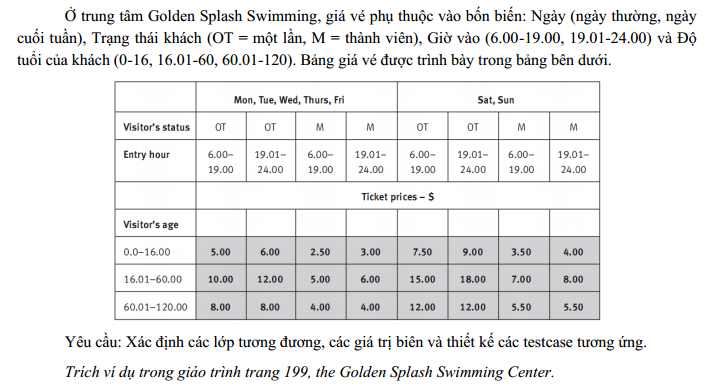 Ở trung tâm Golden Splash Swimming, giá vé phụ thuộc vào bốn biến: Ngày (ngày thường, ngày
cuối tuần), Trạng thái khách (OT = một lần, M = thành viên), Giờ vào (6.00-19.00, 19.01-24.00) và Độ
tuổi của khách (0-16, 16.01-60, 60.01-120). Bảng giá vé được trình bày trong bảng bên dưới.
Mon, Tue, Wed, Thurs, Fri Sat, Sun
Visitor's status OT OT M M OT OT M M
Entry hour 6.00– 19.01– 6.00– 19.01– 6.00– 19.01– 6.00– 19.01–
19.00 24.00 19.00 24.00 19.00 24.00 19.00 24.00
Ticket prices – $
Visitor's age
0.0–16.00 5.00 6.00 2.50 3.00 7.50 9.00 3.50 4.00
16.01–60.00 10.00 12.00 5.00 6.00 15.00 18.00 7.00 8.00
60.01–120.00 8.00 8.00 4.00 4.00 12.00 12.00 5.50 5.50
Yêu cầu: Xác định các lớp tương đương, các giá trị biên và thiết kế các testcase tương ứng.
Trích ví dụ trong giáo trình trang 199, the Golden Splash Swimming Center.